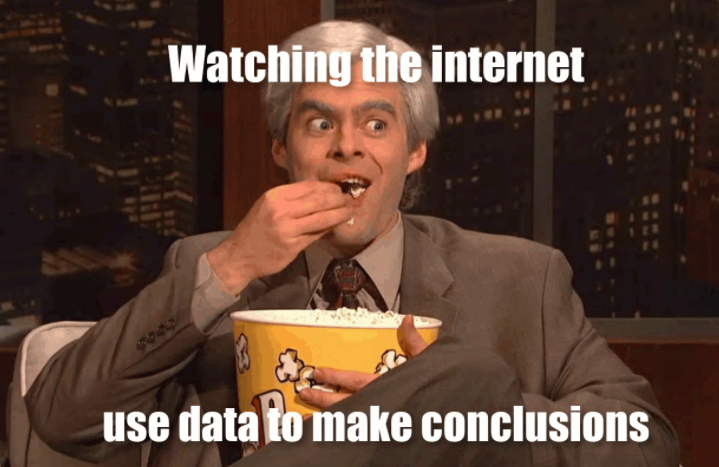 Watching the internet
use data to make conclusions